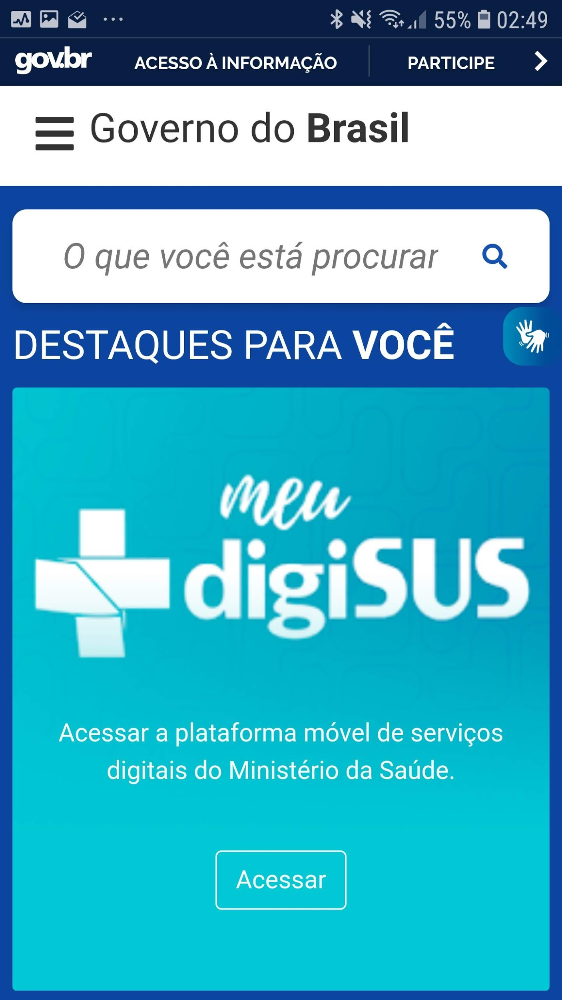 55% 02:49
gov.br ACESSO À INFORMAÇÃO PARTICIPE
Governo do Brasil
O que você está procurar
DESTAQUES PARA VOCÊ
meu
digiSUS
Acessar a plataforma móvel de serviços
digitais do Ministério da Saúde.
Acessar